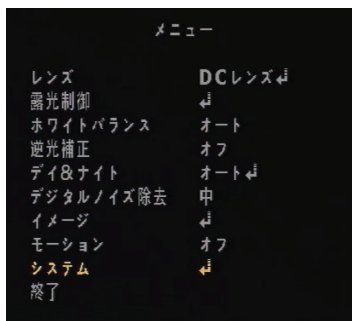 メニュー
レンズ DCレンズ↲
露光制御 ↲
ホワイトバランス オート
逆光補正 オフ
デイ&ナイト オート↲
デジタルノイズ除去 中
イメージ ↲
モーション オフ
システム ↲
終了